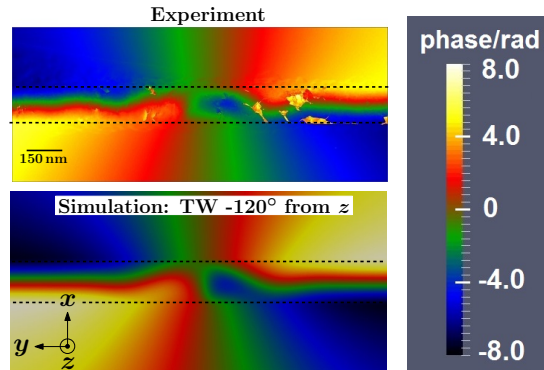 Experiment
150 nm
Simulation: TW -120° from z
x
y
z
phase/rad
8.0
4.0
0
-4.0
-8.0